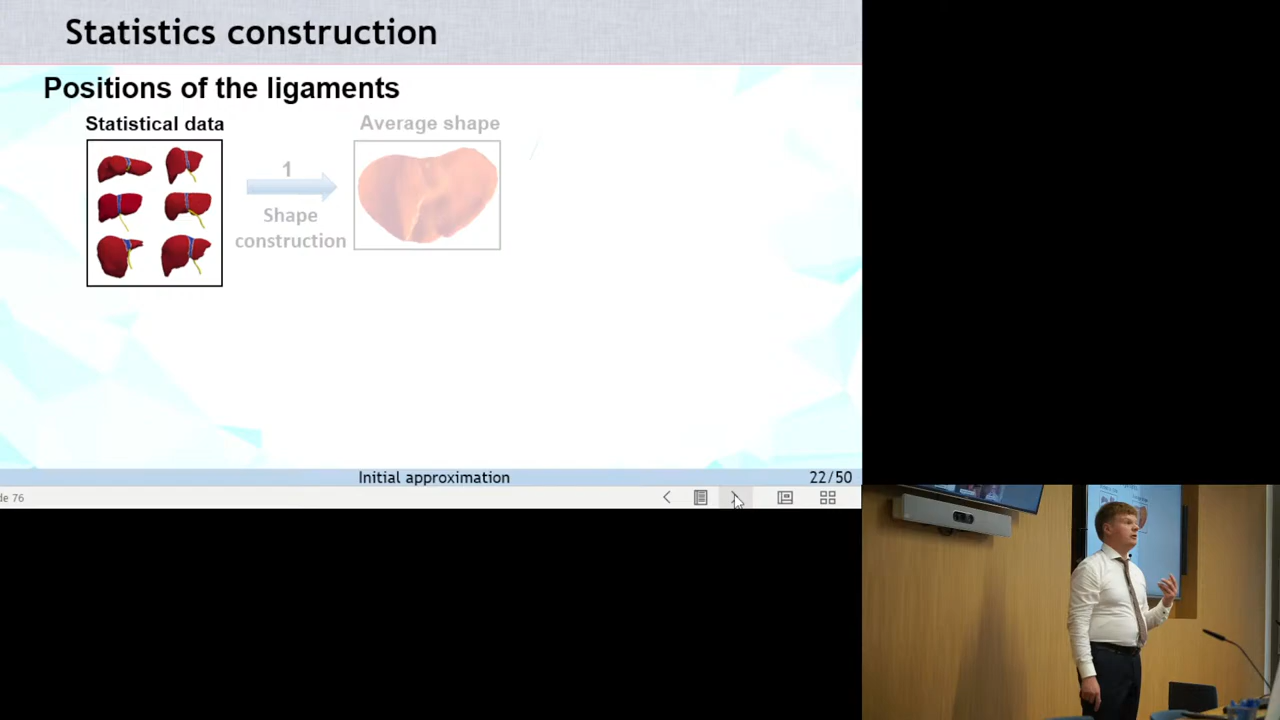 Statistics construction
Positions of the ligaments
Statistical data
Average shape
1
Shape
construction
Initial approximation
22/50
de 76